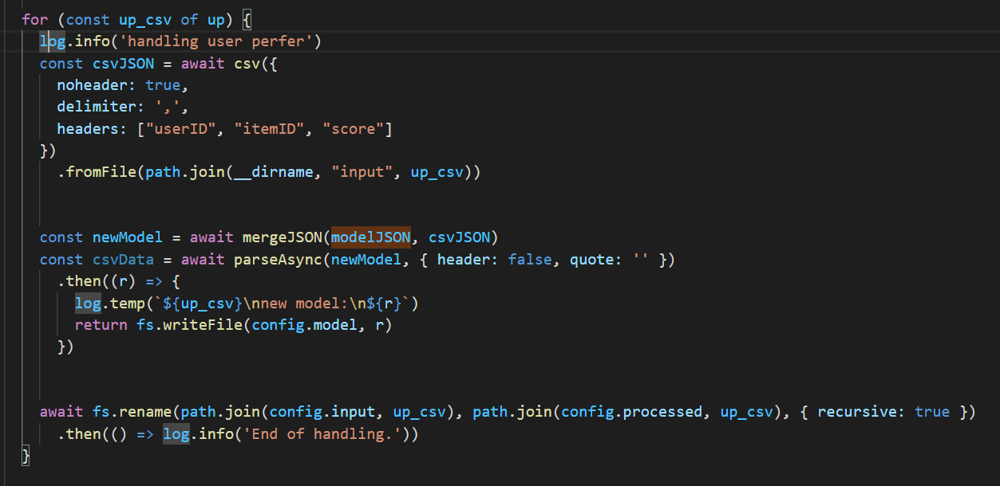 for (const up_csv of up) {
log.info('handling user perfer')
const csvJSON = await csv({
noheader: true,
delimiter: ',',
headers: ["userID", "itemID", "score"]
})
.fromFile(path.join(__dirname, "input", up_csv))
const newModel = await mergeJSON(modelJSON, csvJSON)
const csvData = await parseAsync(newModel, { header: false, quote: '' })
.then((r) => {
log.temp(`${up_csv}\nnew model:\n${r}`)
return fs.writeFile(config.model, r)
})
await fs.rename(path.join(config.input, up_csv), path.join(config.processed, up_csv), { recursive: true })
.then(() => log.info('End of handling.'))
}